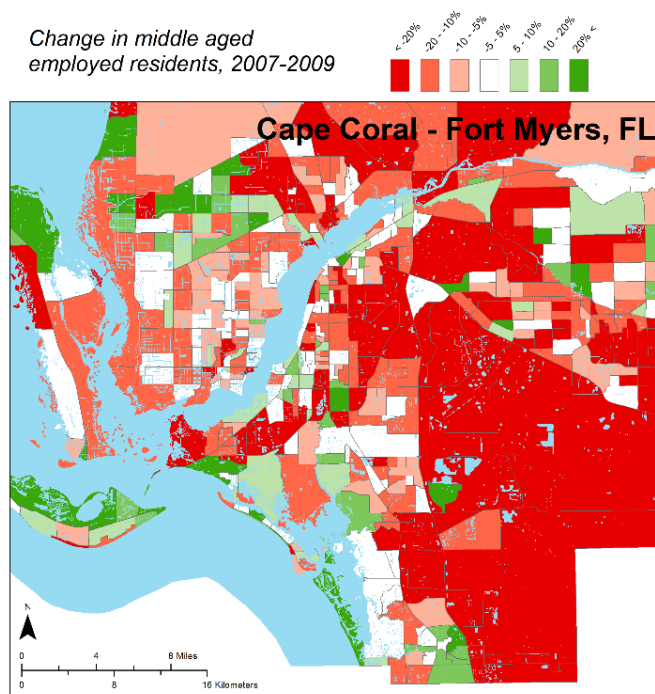 Change in middle aged
employed residents, 2007-2009
< -20%
-20 - -10%
-10 - -5%
-5 - 5%
5 - 10%
10 - 20%
20% <
Cape Coral - Fort Myers, FL
N
0 4 8 Miles
0 8 16 Kilometers